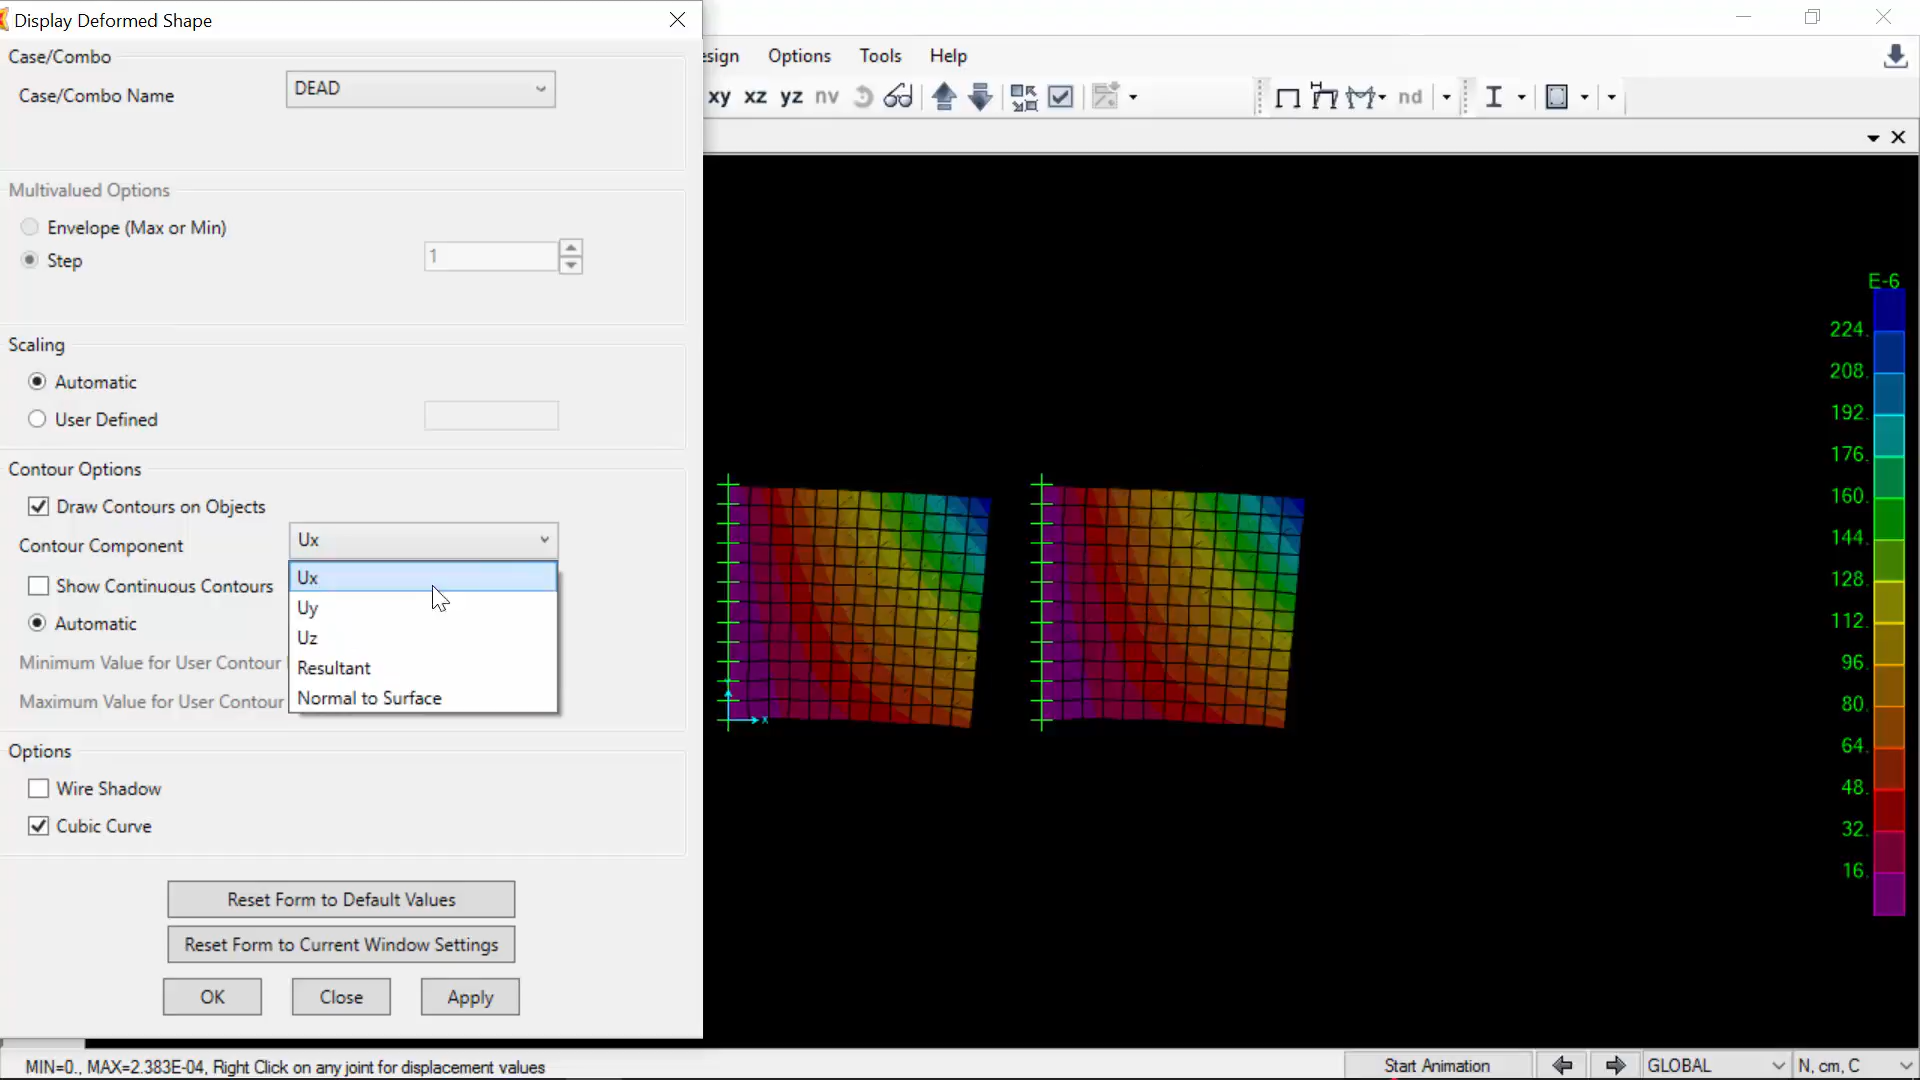 Display Deformed Shape
Options Tools Help
Case/Combo
Case/Combo Name DEAD
xy xz yz nv nd
Multivalued Options
Envelope (Max or Min)
Step 1
Scaling
Automatic
User Defined
Contour Options
Draw Contours on Objects
Contour Component Ux
Show Continuous Contours
Automatic
Minimum Value for User Contour
Maximum Value for User Contour
Ux
Uy
Uz
Resultant
Normal to Surface
Options
Wire Shadow
Cubic Curve
Reset Form to Default Values
Reset Form to Current Window Settings
OK Close Apply
x
E-6
224.
208.
192.
176.
160.
144.
128.
112.
96.
80.
64.
48.
32.
16.
MIN=0., MAX=2.383E-04, Right Click on any joint for displacement values
Start Animation
GLOBAL
N, cm, C